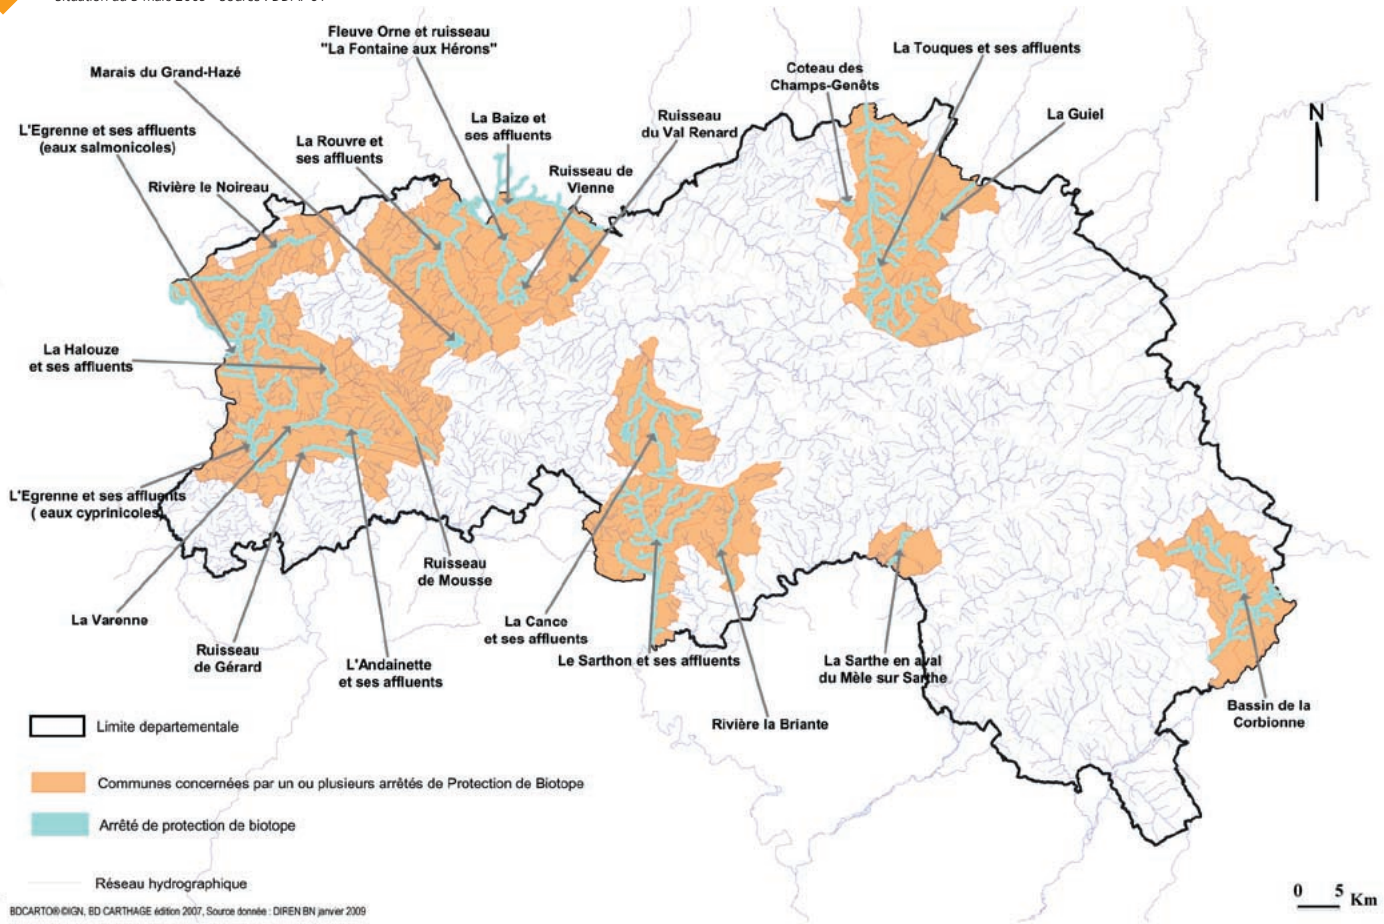 Fleuve Orne et ruisseau
"La Fontaine aux Hérons"
La Touques et ses affluents
Marais du Grand-Hazé
Coteau des
Champs-Genêts
L'Egrenne et ses affluents
(eaux salmonicoles)
La Rouvre et
ses affluents
La Baize et
ses affluents
Ruisseau
du Val Renard
La Guiel
N
Rivière le Noireau
Ruisseau de
Vienne
La Halouze
et ses affluents
L'Egrenne et ses affluents
( eaux cyprinicoles)
Ruisseau
de Mousse
La Varenne
Ruisseau
de Gérard
L'Andainette
et ses affluents
La Cance
et ses affluents
Le Sarthon et ses affluents
Rivière la Briante
La Sarthe en aval
du Mèle sur Sarthe
Bassin de la
Corbionne
Limite departementale
Communes concernées par un ou plusieurs arrêtés de Protection de Biotope
Arrêté de protection de biotope
Réseau hydrographique
0 5 Km
BDCARTO®©IGN, BD CARTHAGE édition 2007, Source donnée : DIREN BN janvier 2009